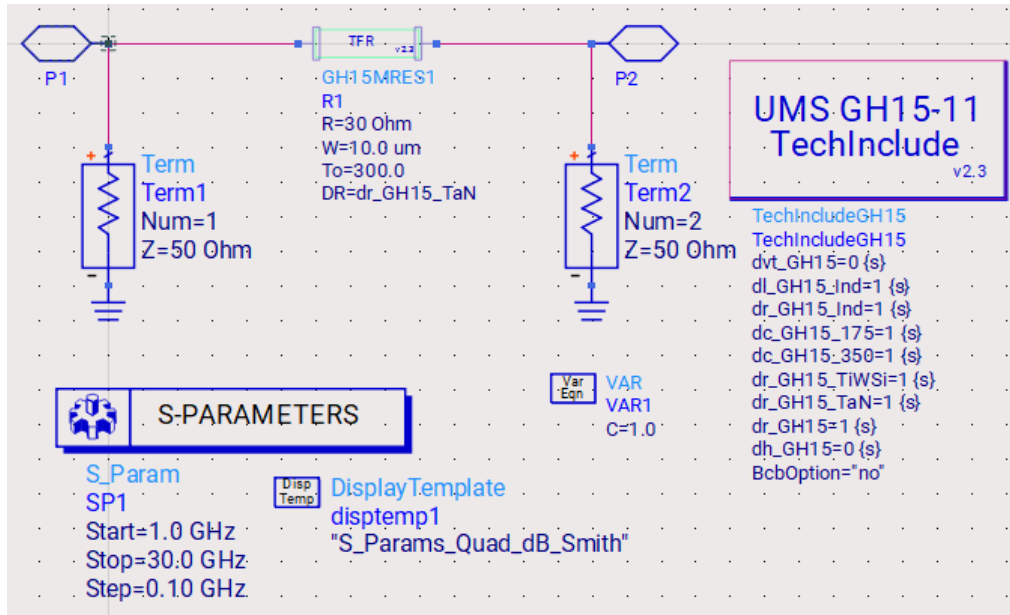 TFR
v2.3
P1
GH15MRES1
R1
R=30 Ohm
W=10.0 um
To=300.0
DR=dr_GH15_TaN
P2
UMS GH15-11
TechInclude
v2.3
+
Term
Term1
Num=1
Z=50 Ohm
-
+
Term
Term2
Num=2
Z=50 Ohm
-
TechIncludeGH15
TechIncludeGH15
dvt_GH15=0 {s}
dl_GH15_Ind=1 {s}
dr_GH15_Ind=1 {s}
dc_GH15_175=1 {s}
dc_GH15_350=1 {s}
dr_GH15_TiWSi=1 {s}
dr_GH15_TaN=1 {s}
dr_GH15=1 {s}
dh_GH15=0 {s}
BcbOption="no"
Var
Eqn
VAR
VAR1
C=1.0
S-PARAMETERS
S_Param
SP1
Start=1.0 GHz
Stop=30.0 GHz
Step=0.10 GHz
Disp
Temp
DisplayTemplate
disptemp1
"S_Params_Quad_dB_Smith"